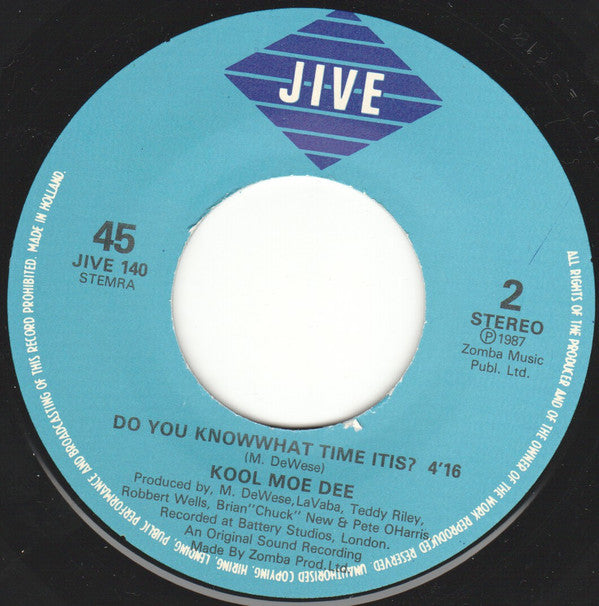 J-I-V-E
45
JIVE 140
STEMRA
2
STEREO
Ⓟ1987
Zomba Music
Publ. Ltd.
DO YOU KNOWWHAT TIME ITIS? 4'16
(M. DeWese)
KOOL MOE DEE
Produced by, M. DeWese, LaVaba, Teddy Riley,
Robbert Wells, Brian"Chuck" New & Pete OHarris,
Recorded at Battery Studios, London.
An Original Sound Recording
Made By Zomba Prod.Ltd.
ALL RIGHTS OF THE PRODUCER AND OF THE OWNER OF THE WORK REPRODUCED RESERVED. UNAUTHORISED COPYING, HIRING, LENDING, PUBLIC PERFORMANCE AND BROADCASTING OF THIS RECORD PROHIBITED. MADE IN HOLLAND.